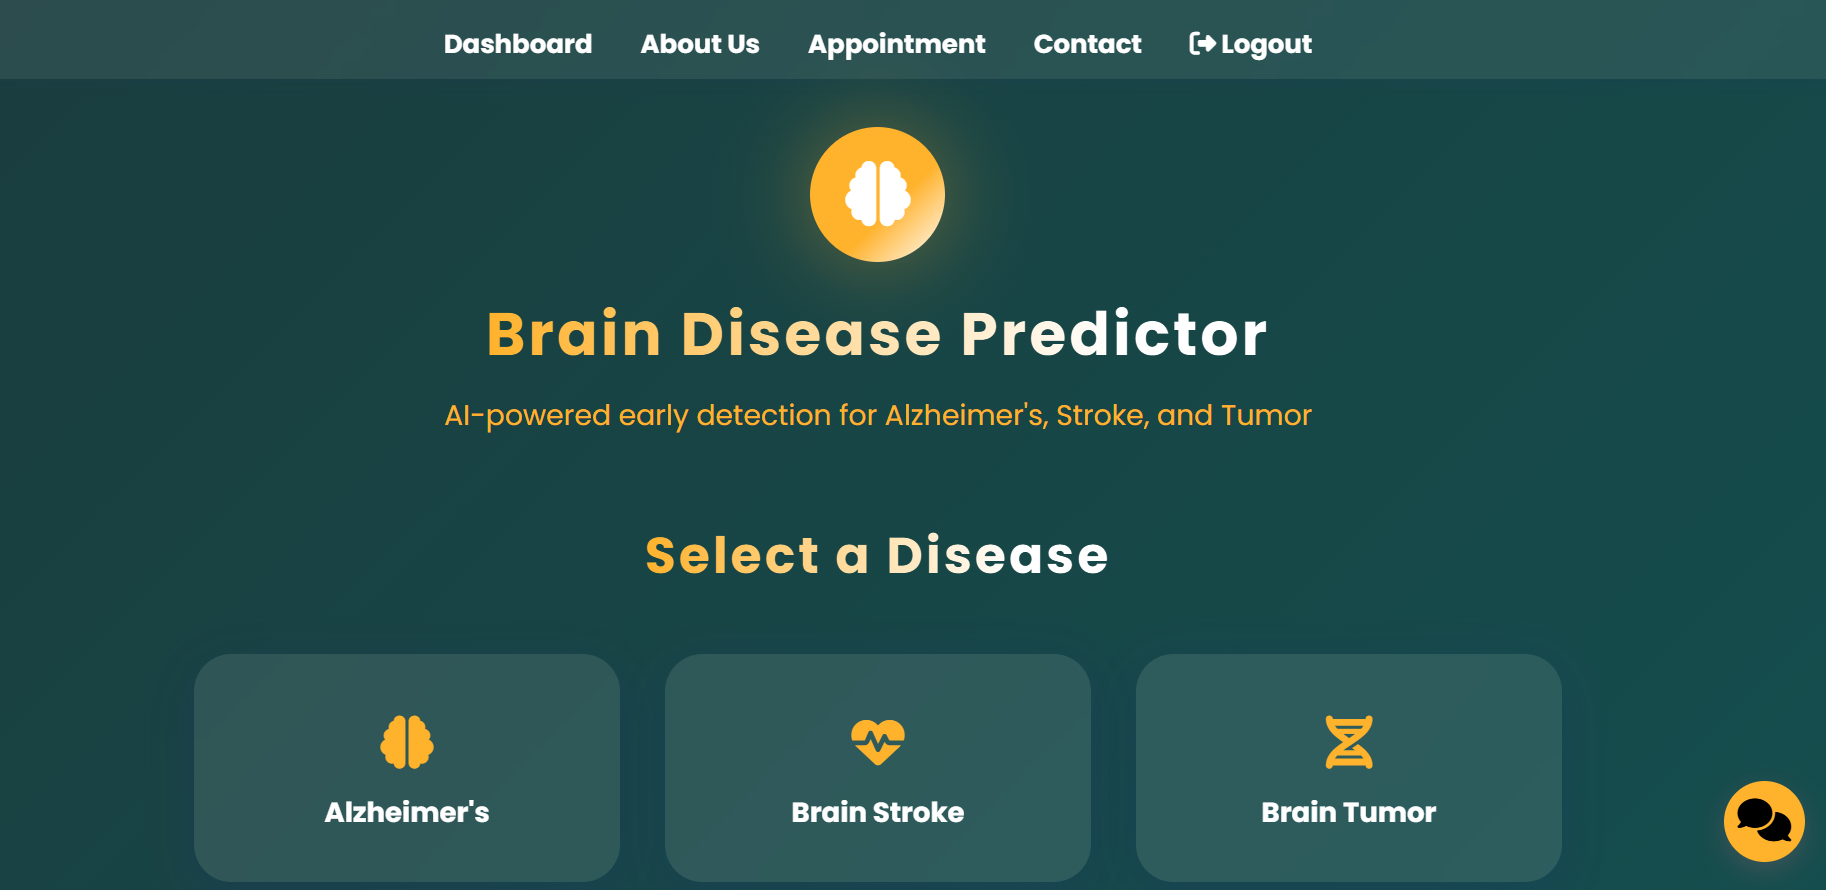 Dashboard About Us Appointment Contact Logout
Brain Disease Predictor
AI-powered early detection for Alzheimer's, Stroke, and Tumor
Select a Disease
Alzheimer's Brain Stroke Brain Tumor